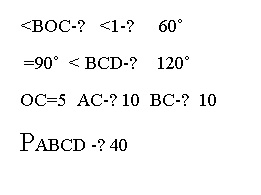 <BOC-? <1-? 60˚
=90˚ < BCD-? 120˚
OC=5 AC-? 10 BC-? 10
PABCD -? 40